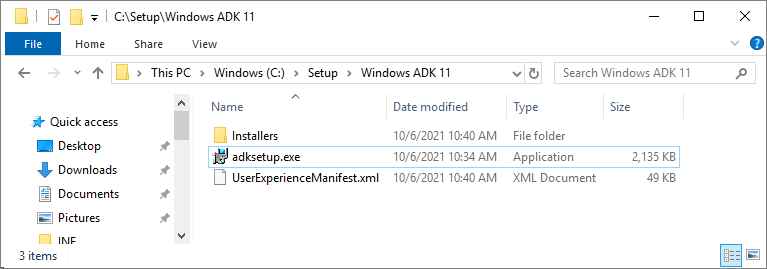 C:\Setup\Windows ADK 11
File Home Share View
This PC Windows (C:) Setup Windows ADK 11 Search Windows ADK 11
Name Date modified Type Size
Quick access
Desktop
Downloads
Documents
Pictures
INF
Installers 10/6/2021 10:40 AM File folder
adksetup.exe 10/6/2021 10:34 AM Application 2,135 KB
UserExperienceManifest.xml 10/6/2021 10:40 AM XML Document 49 KB
3 items